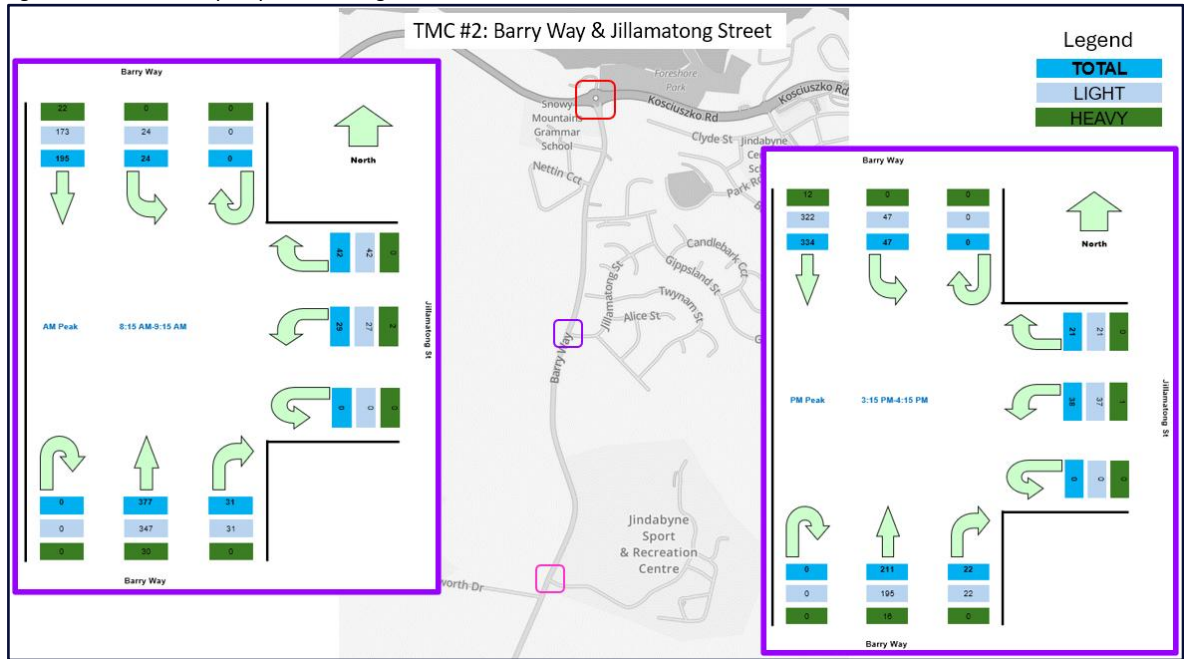 TMC #2: Barry Way & Jillamatong Street
Legend
TOTAL
LIGHT
HEAVY
Barry Way
22 0 0
173 24 0
195 24 0
North
42 42 0
AM Peak 8:15 AM-9:15 AM
29 27 2
Jillamatong St
0 0 0
0 377 31
0 347 31
0 30 0
Barry Way
Foreshore
Park
Kosciuszko Rd
Kosciuszko Rd
Snowy
Mountains
Grammar
School
Clyde St
Jindabyne
Nettin Cct
Park Rd
Candlebark Cct
Gippsland St
Jillamatong St
Twynam St
Alice St
Barry Way
Jindabyne
Sport
& Recreation
Centre
worth Dr
Barry Way
12 0 0
322 47 0
334 47 0
North
21 21 0
PM Peak 3:15 PM-4:15 PM
38 37 1
Jillamatong St
0 0 0
0 211 22
0 195 22
0 16 0
Barry Way